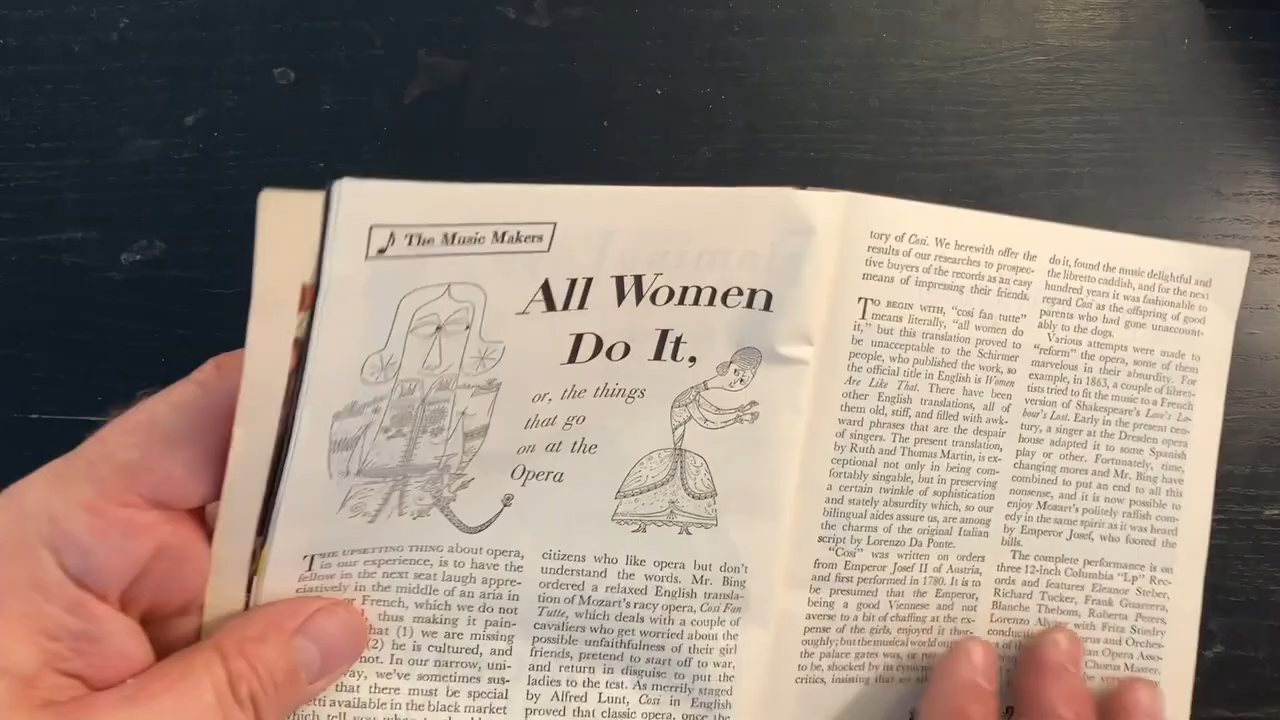 The Music Makers
All Women
Do It,
or, the things
that go
on at the
Opera
THE UPSETTING THING about opera,
in our experience, is to have the
fellow in the next seat laugh appre-
ciatively in the middle of an aria in
French, which we do not
thus making it pain-
hat (1) we are missing
(2) he is cultured, and
not. In our narrow, uni-
way, we've sometimes sus-
that there must be special
etti available in the black market
which tell you when to
citizens who like opera but don't
understand the words. Mr. Bing
ordered a relaxed English transla-
tion of Mozart's racy opera, Cosi Fan
Tutte, which deals with a couple of
cavaliers who get worried about the
possible unfaithfulness of their girl
friends, pretend to start off to war,
and return in disguise to put the
ladies to the test. As merrily staged
by Alfred Lunt, Cosi in English
proved that classic opera, once the
tory of Cosi. We herewith offer the
results of our researches to prospec-
tive buyers of the records as an easy
means of impressing their friends.
TO BEGIN WITH, "cosi fan tutte"
means literally, "all women do
it," but this translation proved to
be unacceptable to the Schirmer
people, who published the work, so
the official title in English is Women
Are Like That. There have been
other English translations, all of
them old, stiff, and filled with awk-
ward phrases that are the despair
of singers. The present translation,
by Ruth and Thomas Martin, is ex-
ceptional not only in being com-
fortably singable, but in preserving
a certain twinkle of sophistication
and stately absurdity which, so our
bilingual aides assure us, are among
the charms of the original Italian
script by Lorenzo Da Ponte.
"Cosi" was written on orders
from Emperor Josef II of Austria,
and first performed in 1780. It is to
be presumed that the Emperor,
being a good Viennese and not
averse to a bit of chaffing at the ex-
pense of the girls, enjoyed it thor-
oughly; but the musical world out
the palace gates was, or
to be, shocked by its cynic
critics, insisting that
do it, found the music delightful and
the libretto caddish, and for the next
hundred years it was fashionable to
regard Cosi as the offspring of good
parents who had gone unaccount-
ably to the dogs.
Various attempts were made to
"reform" the opera, some of them
marvelous in their absurdity. For
example, in 1863, a couple of libret-
tists tried to fit the music to a French
version of Shakespeare's Love's La-
bour's Lost. Early in the present cen-
tury, a singer at the Dresden opera
house adapted it to some Spanish
play or other. Fortunately, time,
changing mores and Mr. Bing have
combined to put an end to all this
nonsense, and it is now possible to
enjoy Mozart's politely raffish com-
edy in the same spirit as it was heard
by Emperor Josef, who footed the
bills.
The complete performance is on
three 12-inch Columbia "Lp" Rec-
ords and features Eleanor Steber,
Richard Tucker, Frank Guarrera,
Blanche Thebom, Roberta Peters,
Lorenzo with Fritz Stiedry
conducti rus and Orches-
an Opera Asso-
Chorus Master,
be very